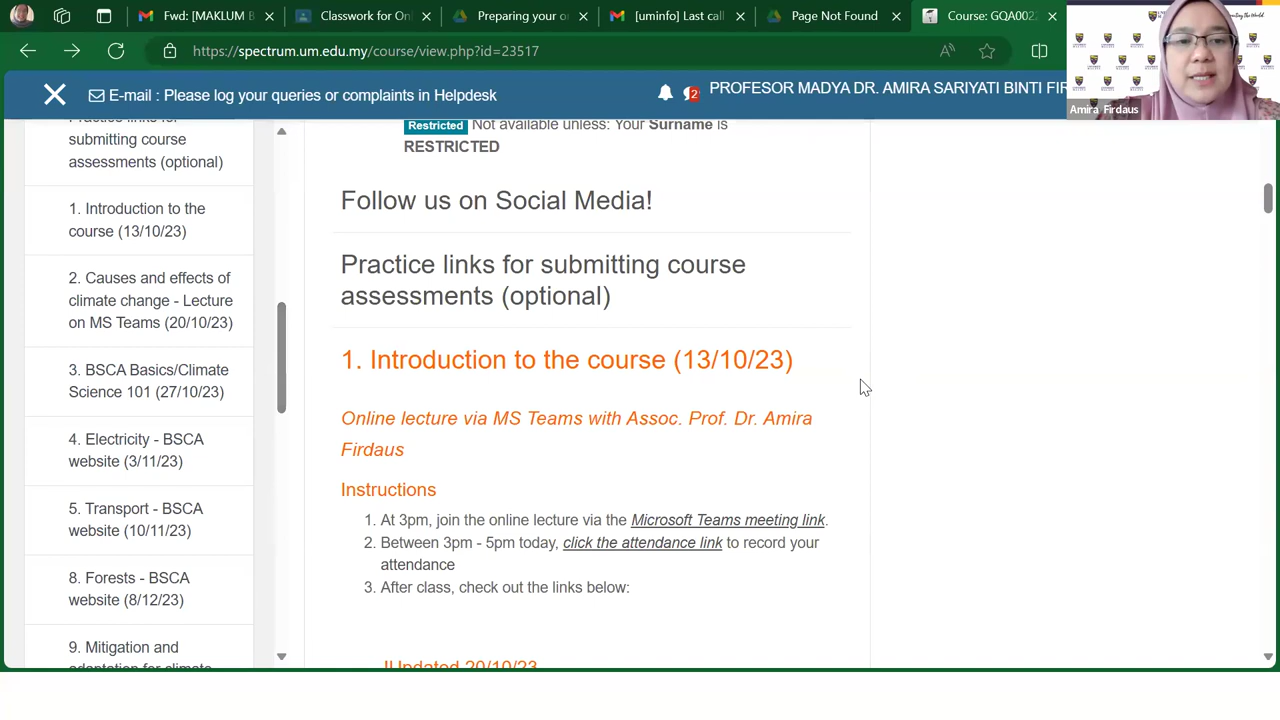 Fwd: [MAKLUM B
Classwork for Onl
Preparing your o
[uminfo] Last call
Page Not Found
Course: GQA002
https://spectrum.um.edu.my/course/view.php?id=23517
E-mail : Please log your queries or complaints in Helpdesk
2
PROFESOR MADYA DR. AMIRA SARIYATI BINTI FIR
Amira Firdaus
Practice links for
submitting course
assessments (optional)
1. Introduction to the
course (13/10/23)
2. Causes and effects of
climate change - Lecture
on MS Teams (20/10/23)
3. BSCA Basics/Climate
Science 101 (27/10/23)
4. Electricity - BSCA
website (3/11/23)
5. Transport - BSCA
website (10/11/23)
8. Forests - BSCA
website (8/12/23)
9. Mitigation and
adaptation for climate
Restricted Not available unless: Your Surname is
RESTRICTED
Follow us on Social Media!
Practice links for submitting course
assessments (optional)
1. Introduction to the course (13/10/23)
Online lecture via MS Teams with Assoc. Prof. Dr. Amira
Firdaus
Instructions
1. At 3pm, join the online lecture via the Microsoft Teams meeting link.
2. Between 3pm - 5pm today, click the attendance link to record your
attendance
3. After class, check out the links below:
!Updated 20/10/23